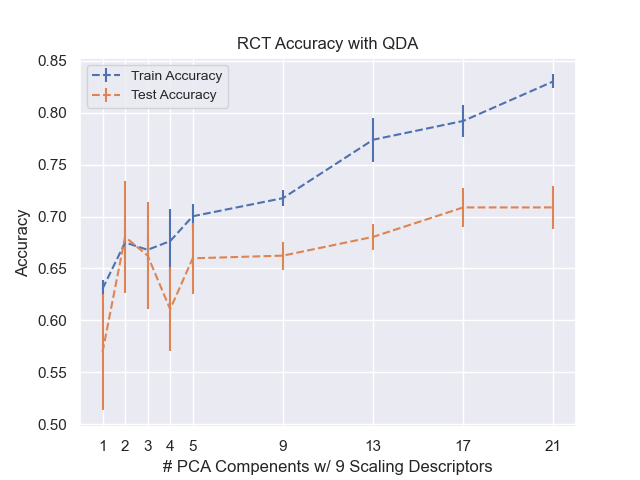 RCT Accuracy with QDA
Train Accuracy
Test Accuracy
0.85
0.80
0.75
0.70
0.65
0.60
0.55
0.50
Accuracy
1 2 3 4 5 9 13 17 21
# PCA Compenents w/ 9 Scaling Descriptors